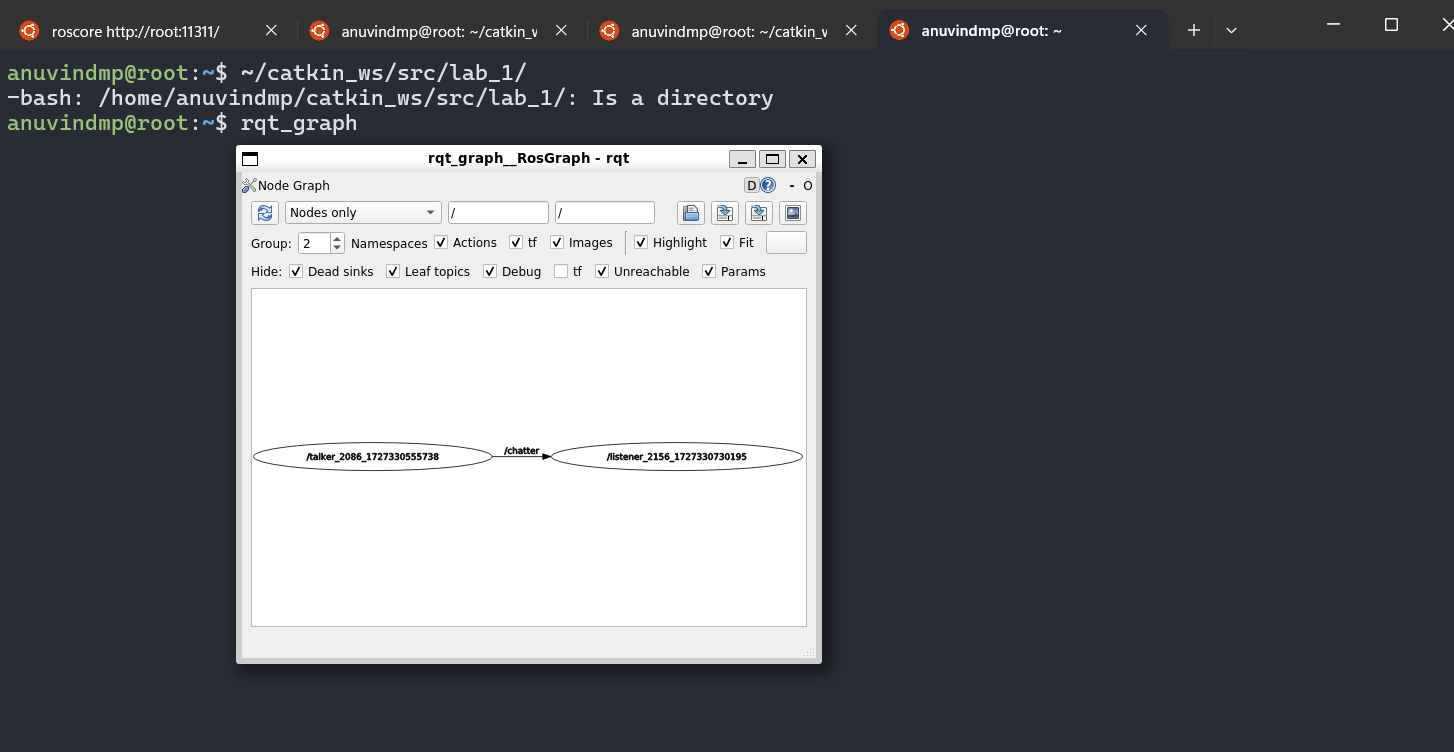 roscore http://root:11311/
anuvindmp@root: ~/catkin_v
anuvindmp@root: ~/catkin_v
anuvindmp@root: ~
anuvindmp@root:~$ ~/catkin_ws/src/lab_1/
-bash: /home/anuvindmp/catkin_ws/src/lab_1/: Is a directory
anuvindmp@root:~$ rqt_graph
rqt_graph__RosGraph - rqt
Node Graph D ? - O
Nodes only / /
Group: 2 Namespaces Actions tf Images Highlight Fit
Hide: Dead sinks Leaf topics Debug tf Unreachable Params
/talker_2086_1727330555738 /chatter /listener_2156_1727330730195